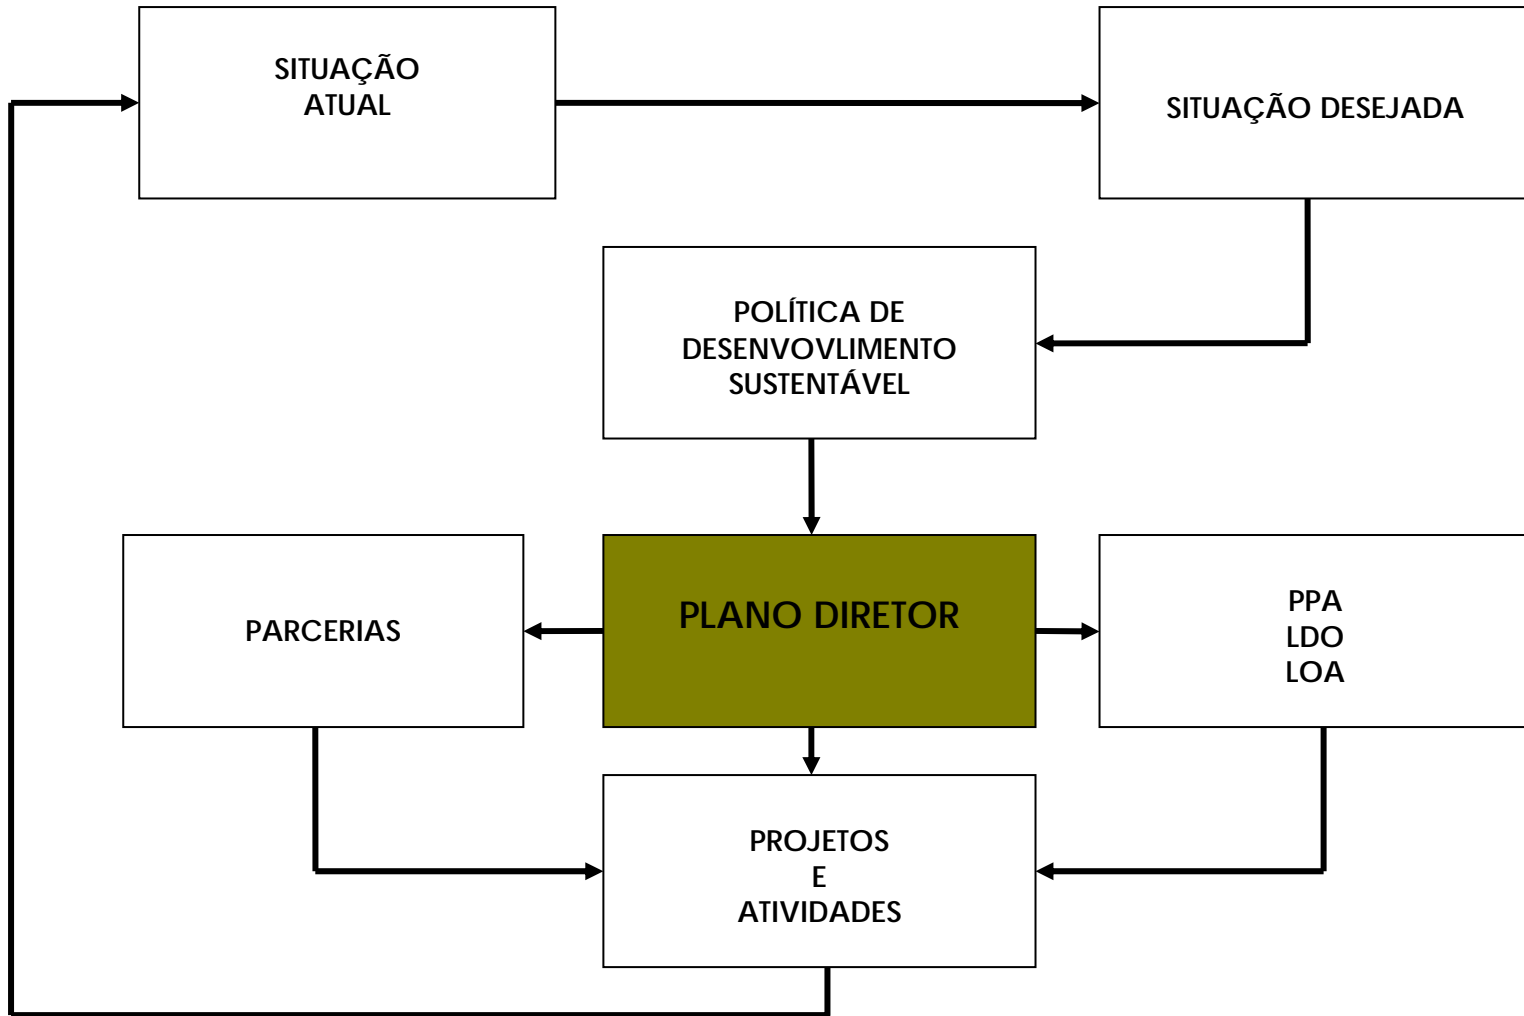 SITUAÇÃO
ATUAL
SITUAÇÃO DESEJADA
POLÍTICA DE
DESENVOVLIMENTO
SUSTENTÁVEL
PARCERIAS
PLANO DIRETOR
PPA
LDO
LOA
PROJETOS
E
ATIVIDADES